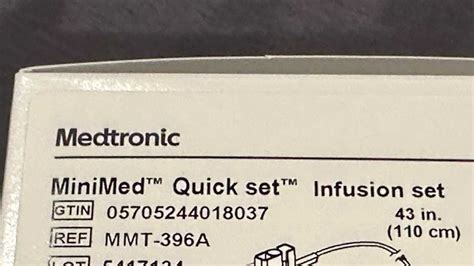 Medtronic
MiniMed™ Quick set™ Infusion set
GTIN 05705244018037 43 in.
REF MMT-396A (110 cm)